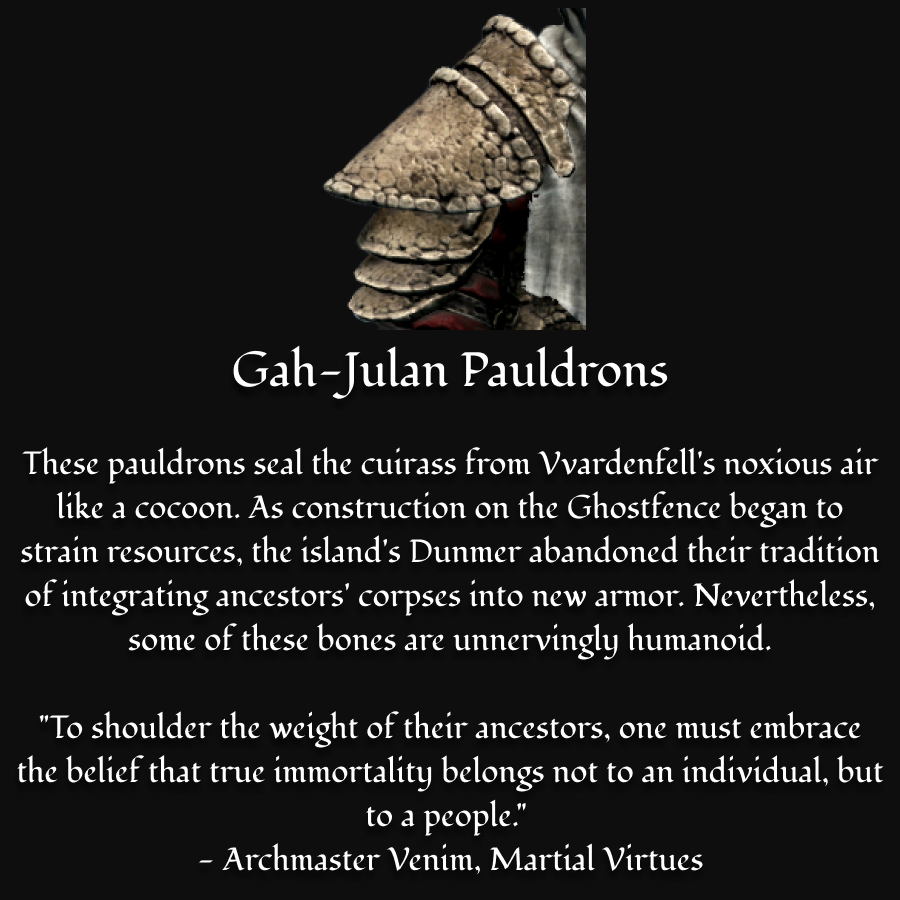 Gah-Julan Pauldrons
These pauldrons seal the cuirass from Vvardenfell's noxious air
like a cocoon. As construction on the Ghostfence began to
strain resources, the island's Dunmer abandoned their tradition
of integrating ancestors' corpses into new armor. Nevertheless,
some of these bones are unnervingly humanoid.
"To shoulder the weight of their ancestors, one must embrace
the belief that true immortality belongs not to an individual, but
to a people."
- Archmaster Venim, Martial Virtues